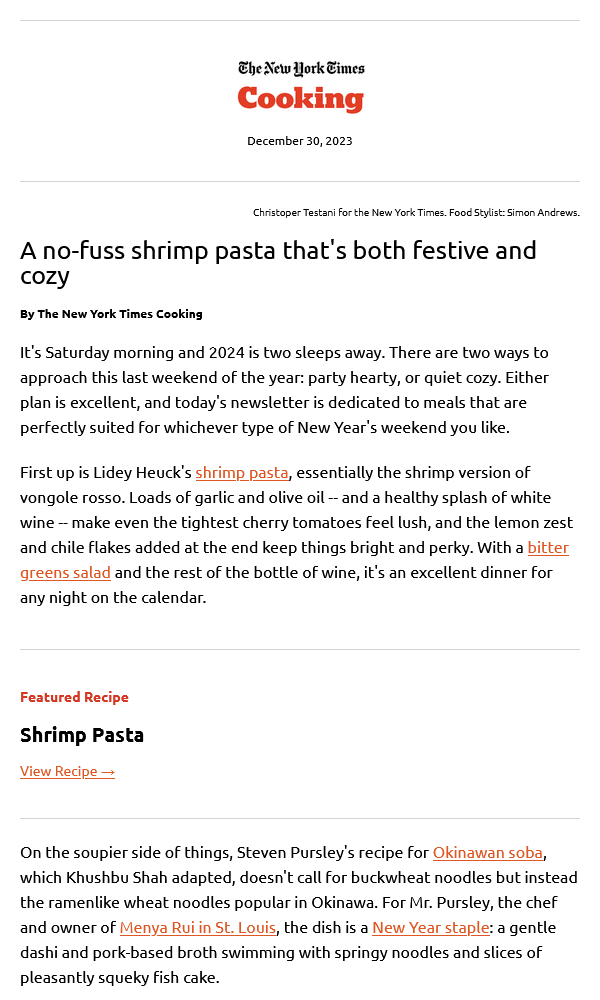 The New York Times
Cooking
December 30, 2023
Christoper Testani for the New York Times. Food Stylist: Simon Andrews.
A no-fuss shrimp pasta that's both festive and
cozy
By The New York Times Cooking
It's Saturday morning and 2024 is two sleeps away. There are two ways to
approach this last weekend of the year: party hearty, or quiet cozy. Either
plan is excellent, and today's newsletter is dedicated to meals that are
perfectly suited for whichever type of New Year's weekend you like.
First up is Lidey Heuck's shrimp pasta, essentially the shrimp version of
vongole rosso. Loads of garlic and olive oil -- and a healthy splash of white
wine -- make even the tightest cherry tomatoes feel lush, and the lemon zest
and chile flakes added at the end keep things bright and perky. With a bitter
greens salad and the rest of the bottle of wine, it's an excellent dinner for
any night on the calendar.
Featured Recipe
Shrimp Pasta
View Recipe →
On the soupier side of things, Steven Pursley's recipe for Okinawan soba,
which Khushbu Shah adapted, doesn't call for buckwheat noodles but instead
the ramenlike wheat noodles popular in Okinawa. For Mr. Pursley, the chef
and owner of Menya Rui in St. Louis, the dish is a New Year staple: a gentle
dashi and pork-based broth swimming with springy noodles and slices of
pleasantly squeky fish cake.